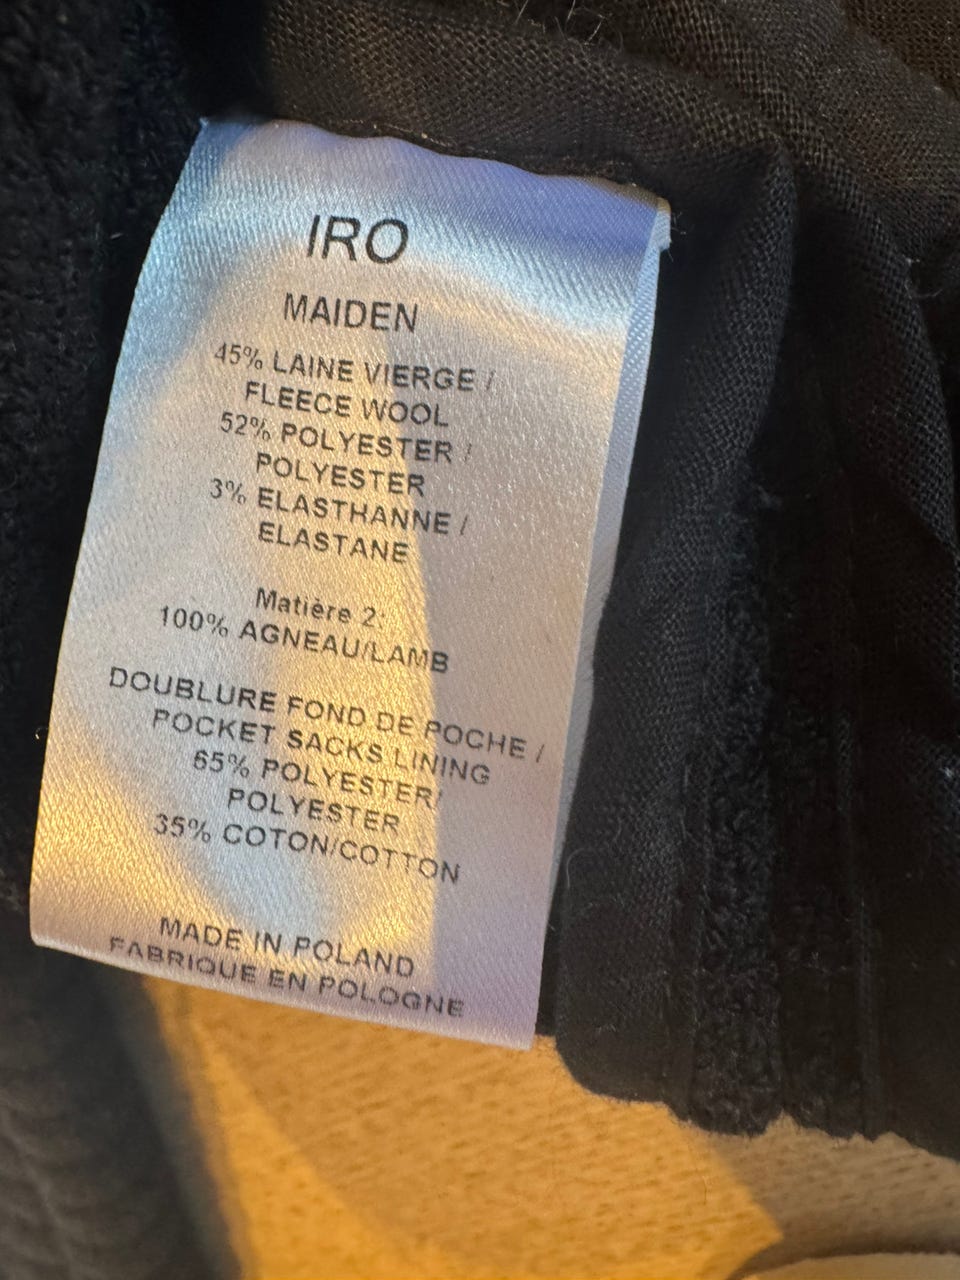 IRO
MAIDEN
45% LAINE VIERGE /
FLEECE WOOL
52% POLYESTER /
POLYESTER
3% ELASTHANNE /
ELASTANE
Matière 2:
100% AGNEAU/LAMB
DOUBLURE FOND DE POCHE /
POCKET SACKS LINING
65% POLYESTER/
POLYESTER
35% COTON/COTTON
MADE IN POLAND
FABRIQUE EN POLOGNE